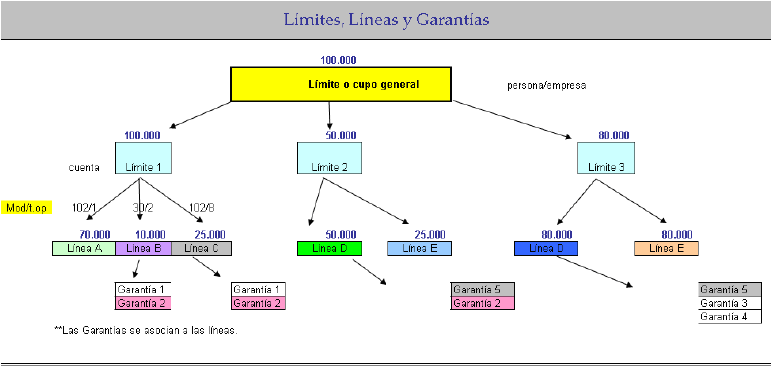 Límites, Líneas y Garantías
100.000
Límite o cupo general
persona/empresa
100.000
50.000
80.000
Límite 1
Límite 2
Límite 3
cuenta
Mod/t.op
102/1
30/2
102/8
70.000
10.000
25.000
50.000
25.000
80.000
80.000
Línea A
Línea B
Línea C
Línea D
Línea E
Línea D
Línea E
Garantía 1
Garantía 2
Garantía 1
Garantía 2
Garantía 5
Garantía 2
Garantía 5
Garantía 3
Garantía 4
**Las Garantías se asocian a las líneas.